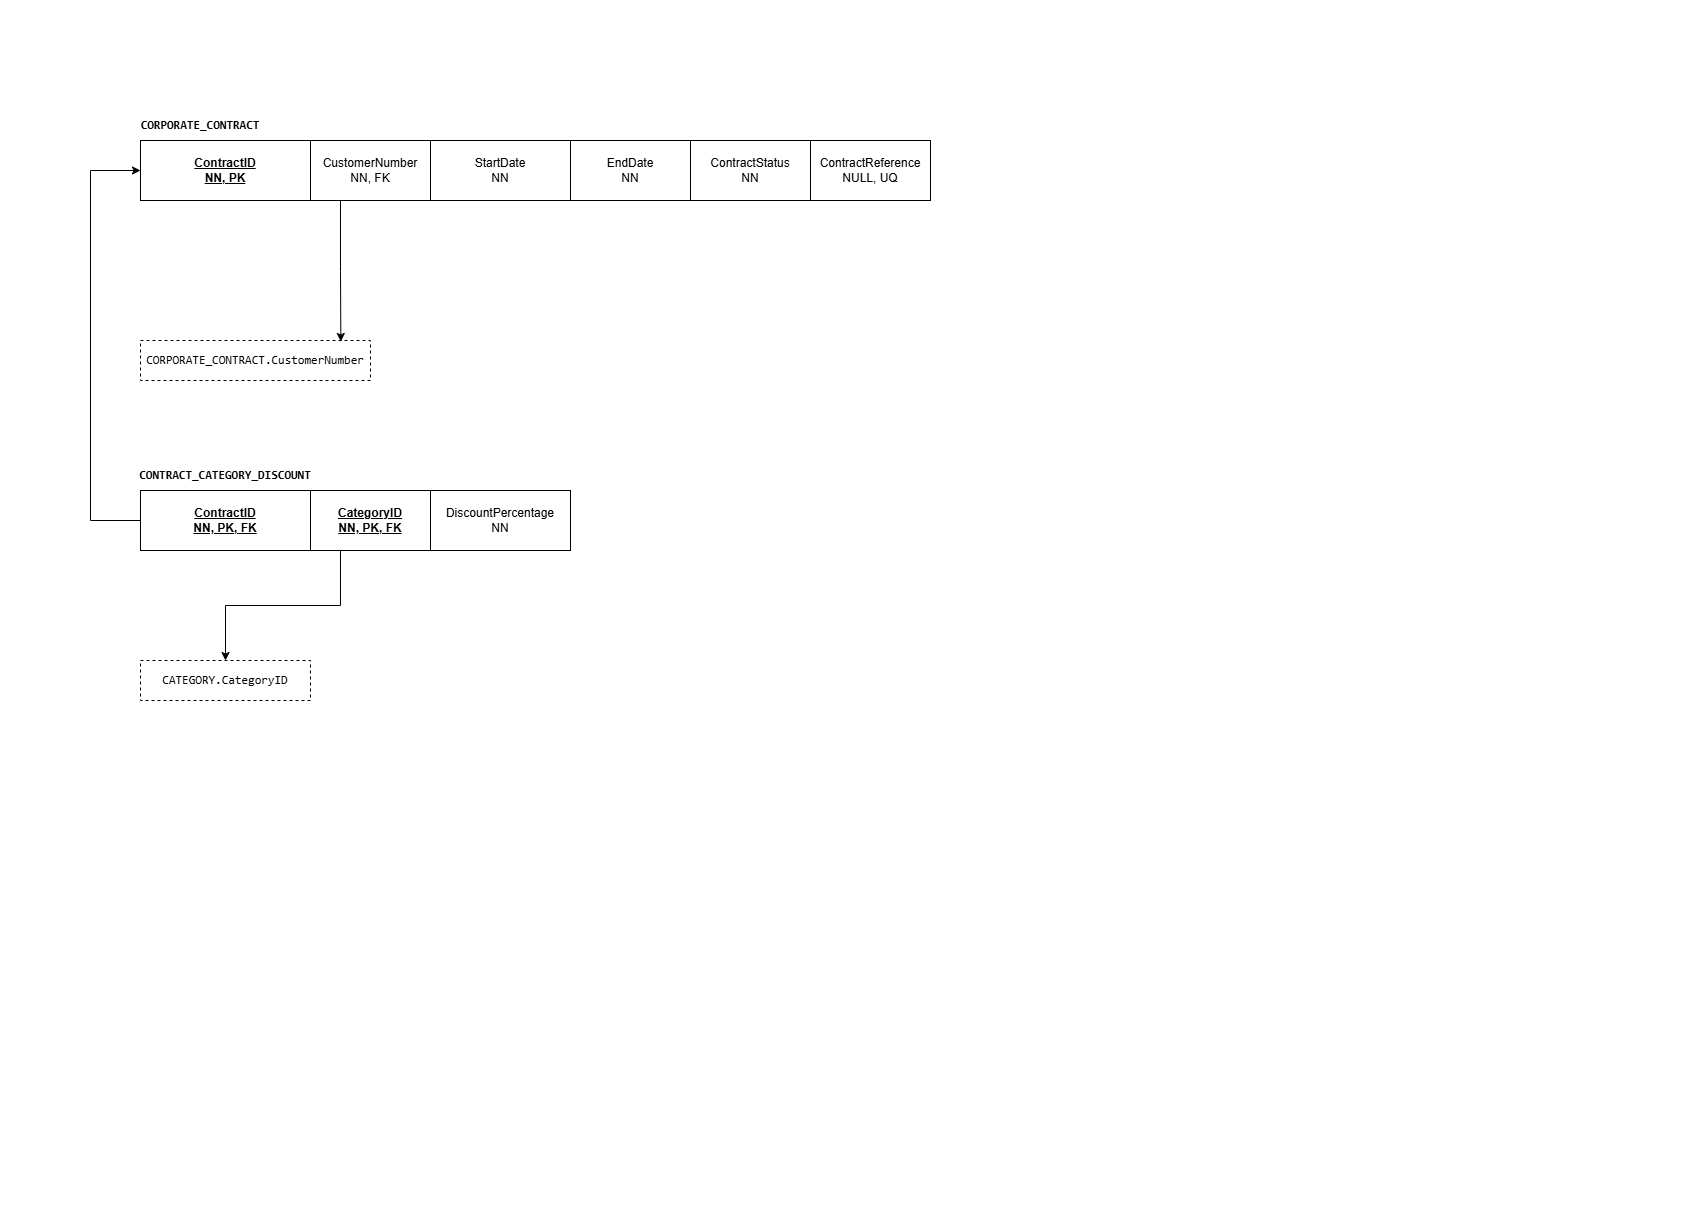 CORPORATE_CONTRACT
ContractID CustomerNumber StartDate EndDate ContractStatus ContractReference
NN, PK NN, FK NN NN NN NULL, UQ
CORPORATE_CONTRACT.CustomerNumber
CONTRACT_CATEGORY_DISCOUNT
ContractID CategoryID DiscountPercentage
NN, PK, FK NN, PK, FK NN
CATEGORY.CategoryID